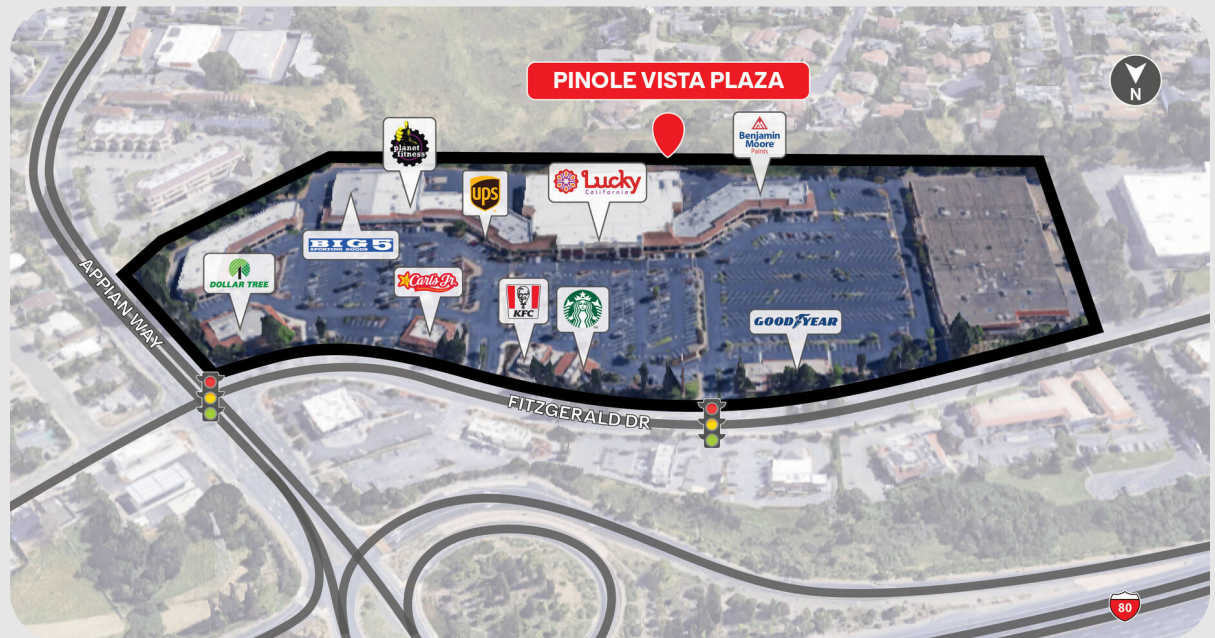 PINOLE VISTA PLAZA
N
planet
fitness
Benjamin
Moore
Paints
ups
Lucky
California
BIG 5
SPORTING GOODS
DOLLAR TREE
Carl's Jr.
KFC
GOODYEAR
APPIAN WAY
FITZGERALD DR
80